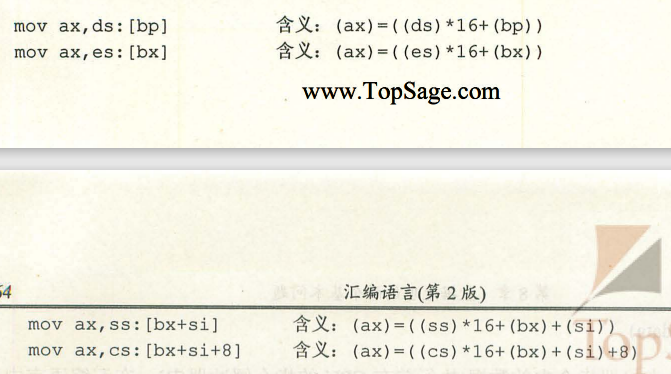 mov ax,ds:[bp] 含义：(ax)=((ds)*16+(bp))
mov ax,es:[bx] 含义：(ax)=((es)*16+(bx))
www.TopSage.com
汇编语言(第2版)
mov ax,ss:[bx+si] 含义：(ax)=((ss)*16+(bx)+(si))
mov ax,cs:[bx+si+8] 含义：(ax)=((cs)*16+(bx)+(si)+8)